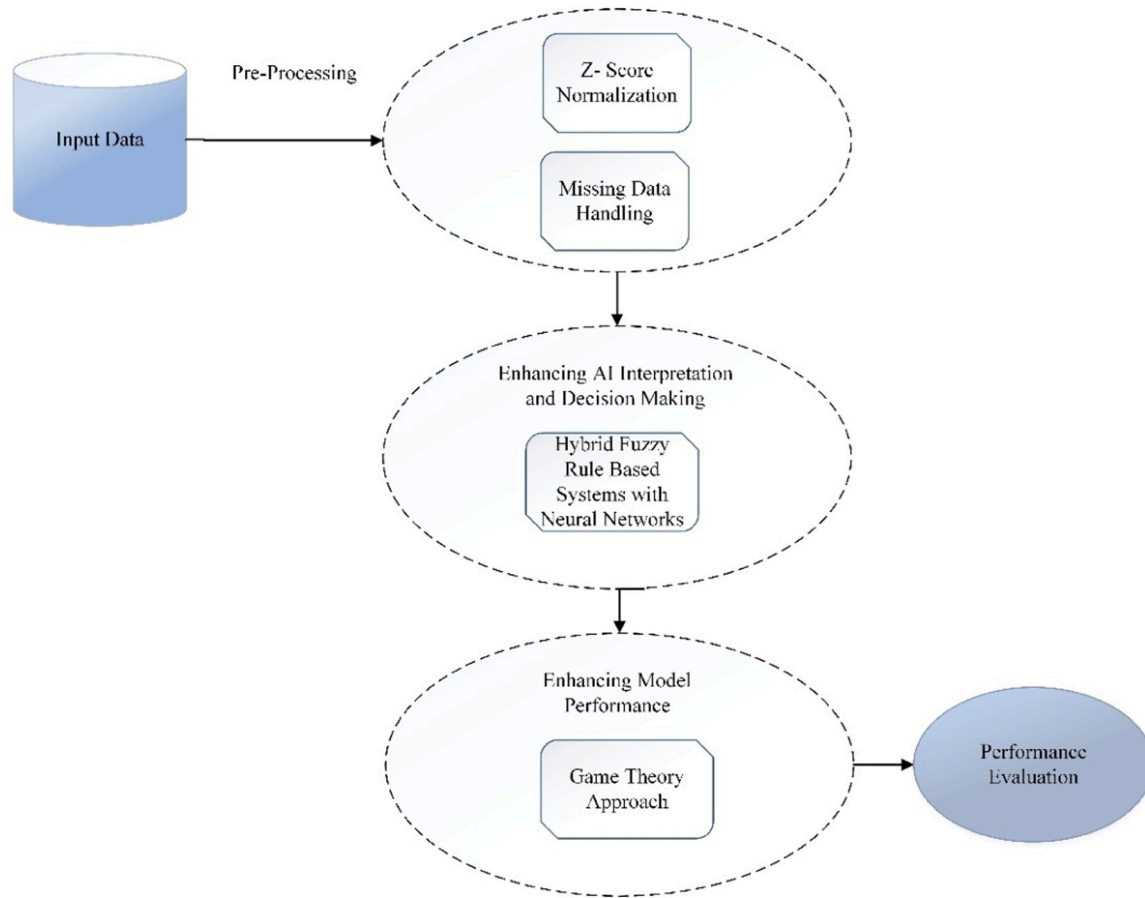 Input Data
Pre-Processing
Z- Score
Normalization
Missing Data
Handling
Enhancing AI Interpretation
and Decision Making
Hybrid Fuzzy
Rule Based
Systems with
Neural Networks
Enhancing Model
Performance
Game Theory
Approach
Performance
Evaluation